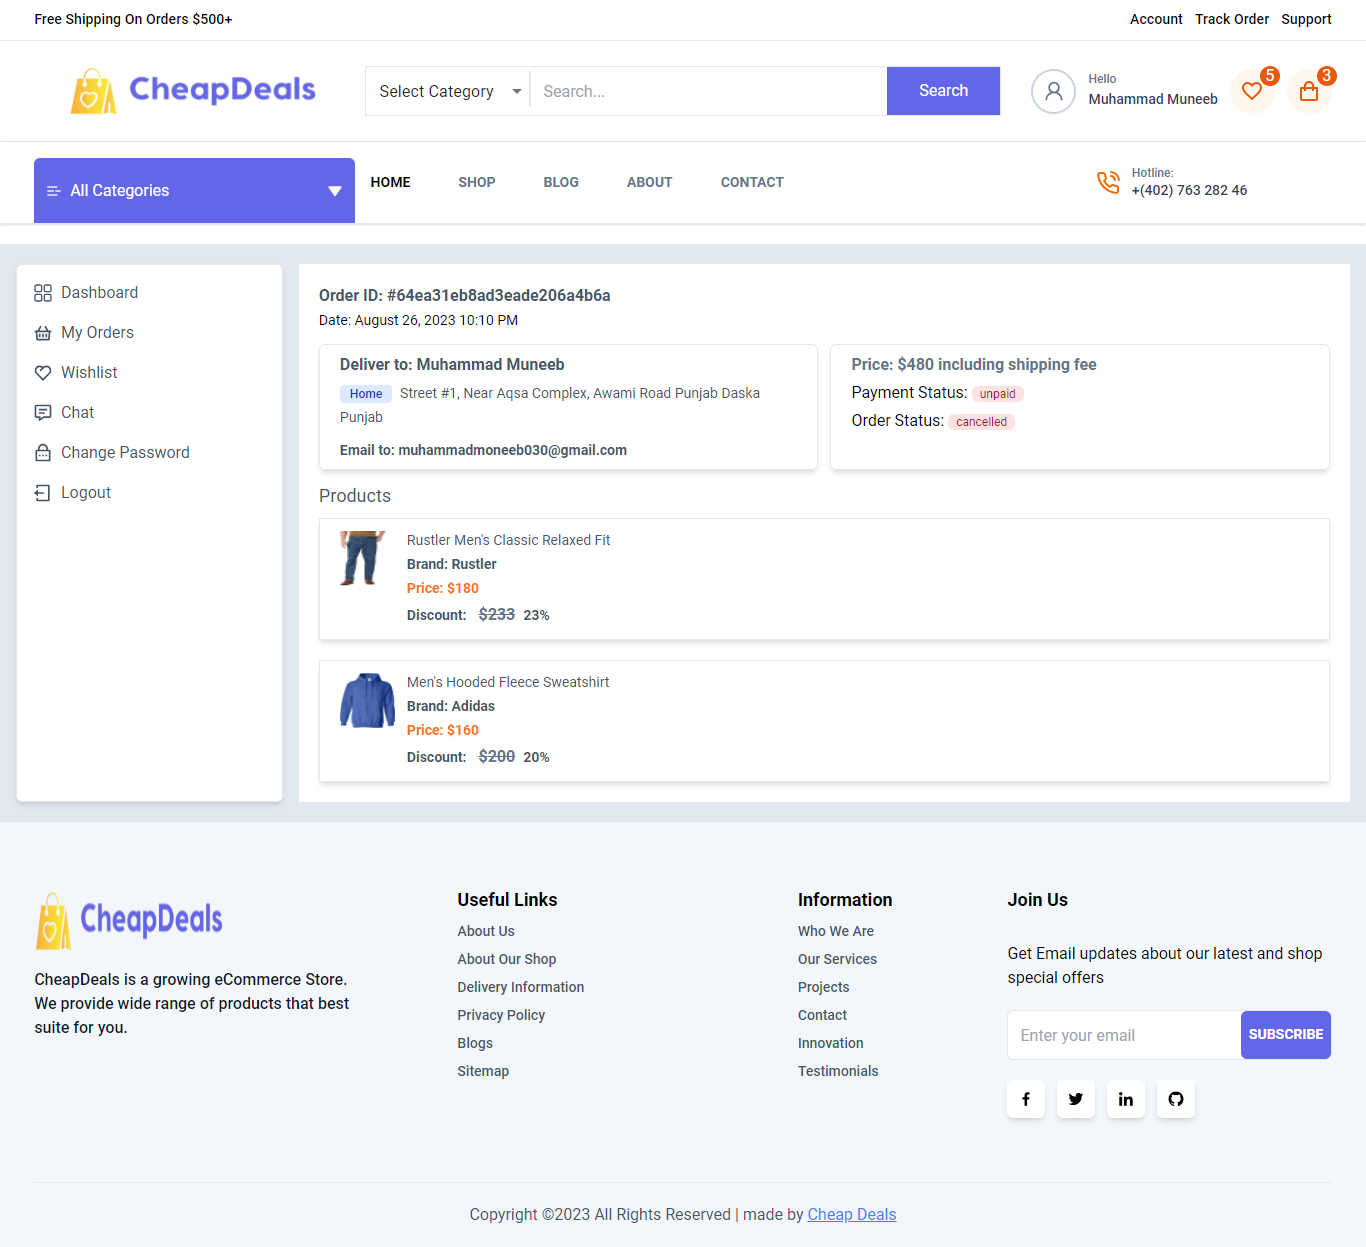 Free Shipping On Orders $500+
Account Track Order Support
CheapDeals
Select Category
Search...
Search
Hello
Muhammad Muneeb
5
3
All Categories
HOME SHOP BLOG ABOUT CONTACT
Hotline:
+(402) 763 282 46
Dashboard
My Orders
Wishlist
Chat
Change Password
Logout
Order ID: #64ea31eb8ad3eade206a4b6a
Date: August 26, 2023 10:10 PM
Deliver to: Muhammad Muneeb
Home Street #1, Near Aqsa Complex, Awami Road Punjab Daska
Punjab
Email to: muhammadmoneeb030@gmail.com
Price: $480 including shipping fee
Payment Status: unpaid
Order Status: cancelled
Products
Rustler Men's Classic Relaxed Fit
Brand: Rustler
Price: $180
Discount: $233 23%
Men's Hooded Fleece Sweatshirt
Brand: Adidas
Price: $160
Discount: $200 20%
CheapDeals
CheapDeals is a growing eCommerce Store.
We provide wide range of products that best
suite for you.
Useful Links
About Us
About Our Shop
Delivery Information
Privacy Policy
Blogs
Sitemap
Information
Who We Are
Our Services
Projects
Contact
Innovation
Testimonials
Join Us
Get Email updates about our latest and shop
special offers
Enter your email
SUBSCRIBE
Copyright ©2023 All Rights Reserved | made by Cheap Deals